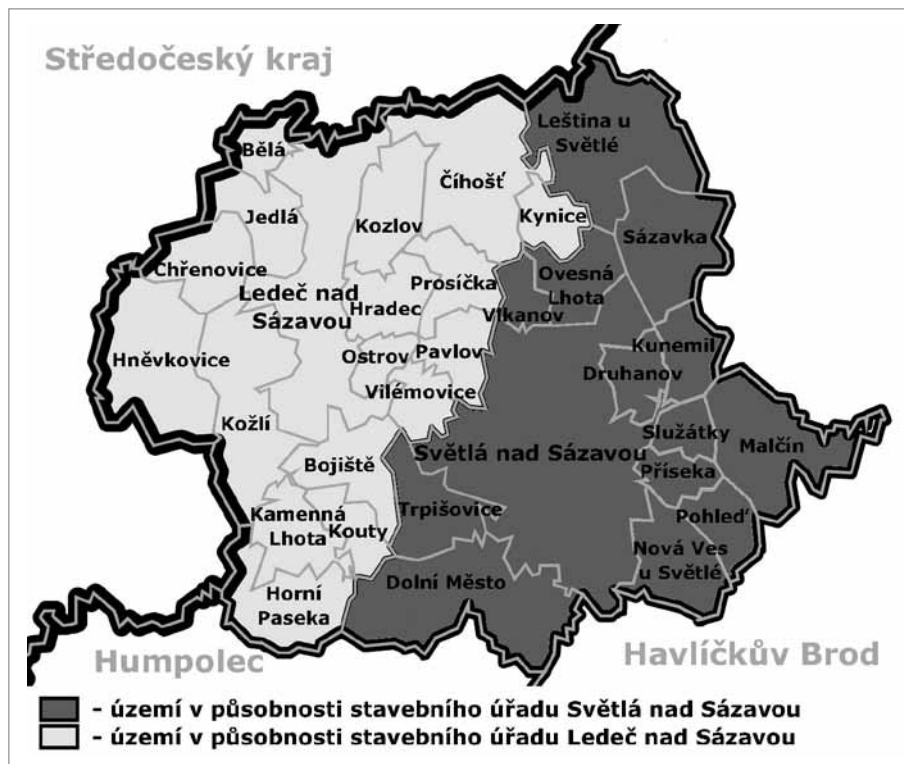 Středočeský kraj
Leština u
Světlé
Bělá
Číhošť
Jedlá
Kynice
Kozlov
Sázavka
Chřenovice
Prosíčka
Ovesná
Lhota
Ledeč nad
Sázavou
Hradec
Vlkanov
Kunemil
Hněvkovice
Ostrov
Pavlov
Druhanov
Vilémovice
Kožlí
Služátky
Malčín
Světlá nad Sázavou
Bojiště
Příseka
Trpišovice
Kamenná
Lhota
Kouty
Pohleď
Nová Ves
u Světlé
Dolní Město
Horní
Paseka
Humpolec
Havlíčkův Brod
- území v působnosti stavebního úřadu Světlá nad Sázavou
- území v působnosti stavebního úřadu Ledeč nad Sázavou